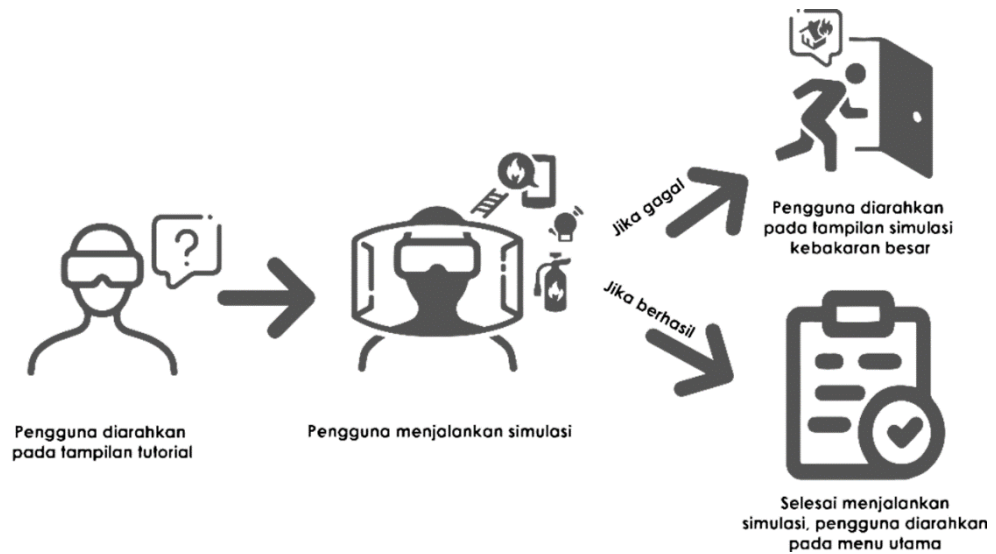 Pengguna diarahkan
pada tampilan tutorial
Pengguna menjalankan simulasi
Jika gagal
Pengguna diarahkan
pada tampilan simulasi
kebakaran besar
Jika berhasil
Selesai menjalankan
simulasi, pengguna diarahkan
pada menu utama